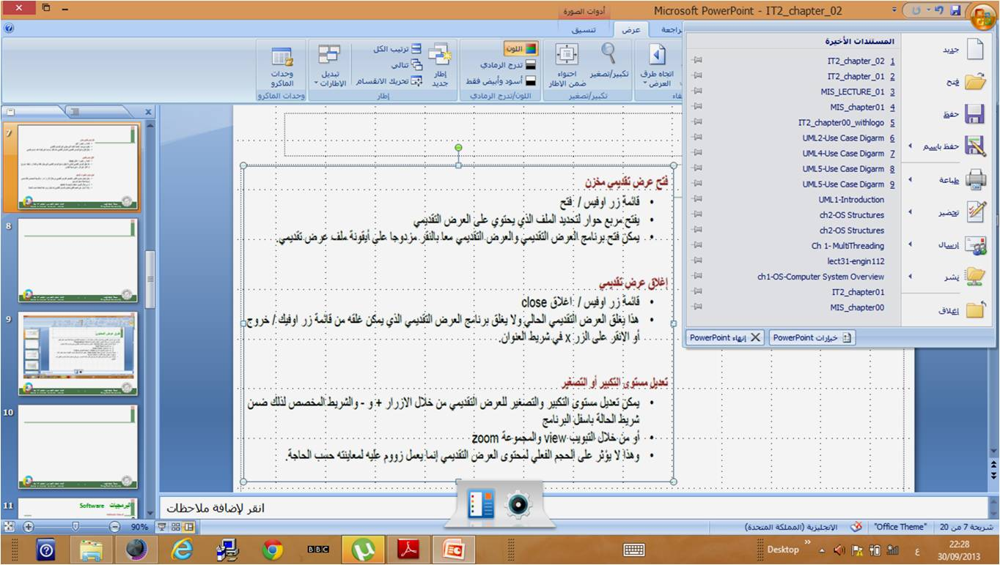 Microsoft PowerPoint - IT2_chapter_02
أدوات الصورة
عرض
تنسيق
اتجاه طرف العرض
تكبير/تصغير
احتواء ضمن الإطار
تكبير/تصغير
اللون
تدرج الرمادي
أسود وأبيض فقط
اللون/تدرج الرمادي
إطار جديد
ترتيب الكل
تتالي
تحريك الانقسام
تبديل الإطارات
إطار
وحدات الماكرو
وحدات الماكرو
جديد
فتح
حفظ
حفظ باسم
طباعة
تحضير
إرسال
نشر
إغلاق
المستندات الأخيرة
1 IT2_chapter_02
2 IT2_chapter_01
3 MIS_LECTURE_01
4 MIS_chapter01
5 IT2_chapter00_withlogo
6 UML2-Use Case Digarm
7 UML4-Use Case Digarm
8 UML5-Use Case Digarm
9 UML5-Use Case Digarm
UML1-Introduction
ch2-OS Structures
ch2-OS Structures
Ch 1- MultiThreading
lect31-engin112
ch1-OS-Computer System Overview
IT2_chapter01
MIS_chapter00
خيارات PowerPoint
إنهاء PowerPoint
فتح عرض تقديمي مخزن
• قائمة زر اوفيس / فتح
• يفتح مربع حوار لتحديد الملف الذي يحتوي على العرض التقديمي
• يمكن فتح برنامج العرض التقديمي والعرض التقديمي معا بالنقر مزدوجا على أيقونة ملف عرض تقديمي.
إغلاق عرض تقديمي
• قائمة زر اوفيس / اغلاق close
• هذا يغلق العرض التقديمي الحالي ولا يغلق برنامج العرض التقديمي الذي يمكن غلقه من قائمة زر اوفيك / خروج
أو الإنقر على الزر x في شريط العنوان.
تعديل مستوى التكبير أو التصغير
• يمكن تعديل مستوى التكبير والتصغير للعرض التقديمي من خلال الازرار + و - والشريط المخصص لذلك ضمن
شريط الحالة باسفل البرنامج
• أو من خلال التبويب view والمجموعة zoom
• وهذا لا يؤثر على الحجم الفعلي لمحتوى العرض التقديمي إنما يعمل زووم عليه لمعاينته حسب الحاجة.
7
8
9
10
11
البرمجيات Software
انقر لإضافة ملاحظات
شريحة 7 من 20
"Office Theme"
الانجليزية (المملكة المتحدة)
90%
BBC
Desktop
ع
22:28
30/09/2013